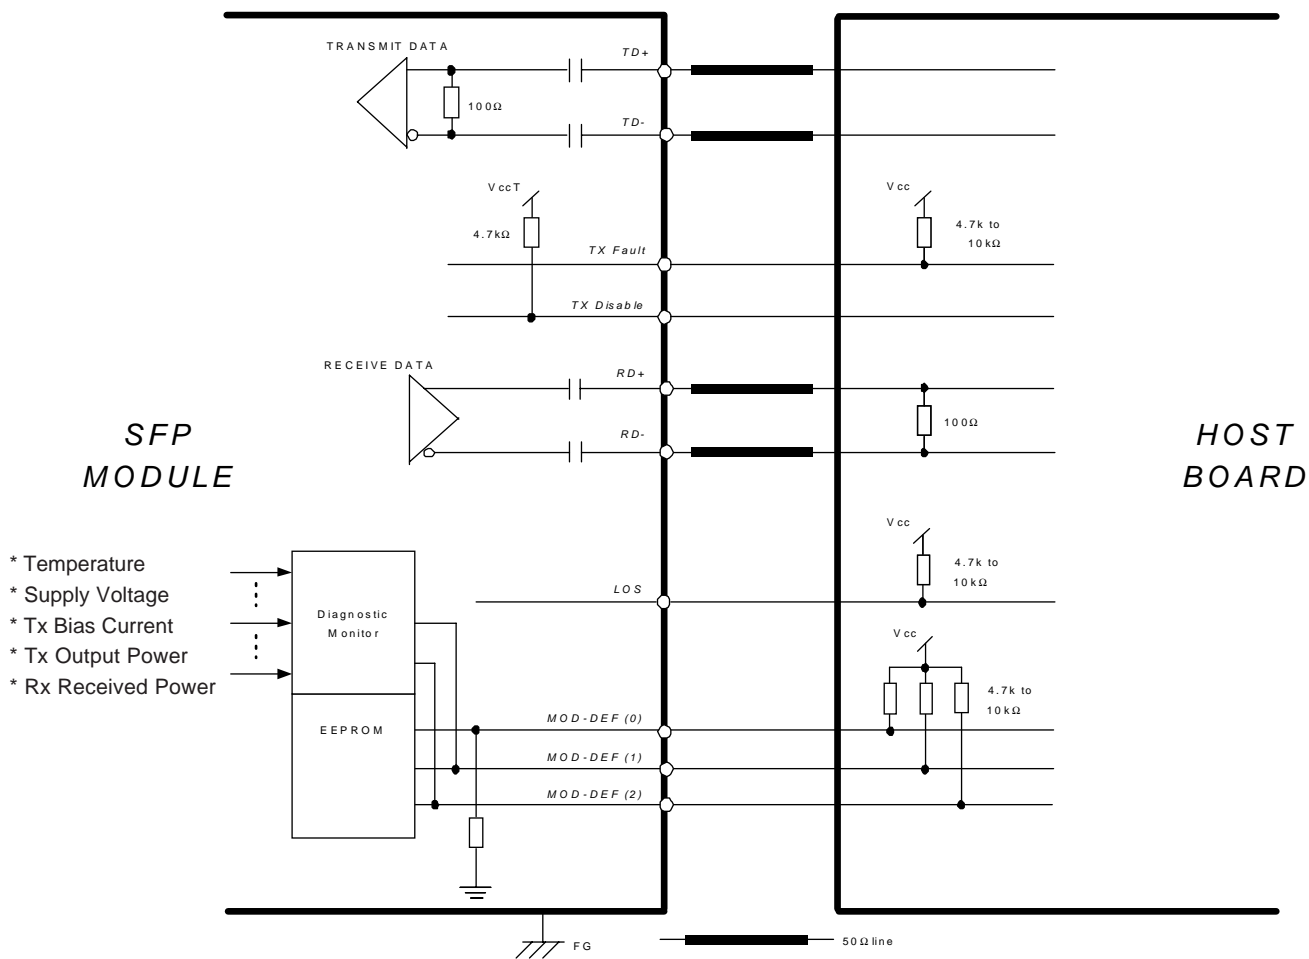 TRANSMIT DATA
TD+
100Ω
TD-
VccT
4.7kΩ
TX Fault
Vcc
4.7k to
10kΩ
TX Disable
RECEIVE DATA
RD+
RD-
100Ω
SFP
MODULE
HOST
BOARD
* Temperature
* Supply Voltage
* Tx Bias Current
* Tx Output Power
* Rx Received Power
Diagnostic
Monitor
EEPROM
LOS
Vcc
4.7k to
10kΩ
Vcc
4.7k to
10kΩ
MOD-DEF(0)
MOD-DEF(1)
MOD-DEF(2)
FG
50Ωline